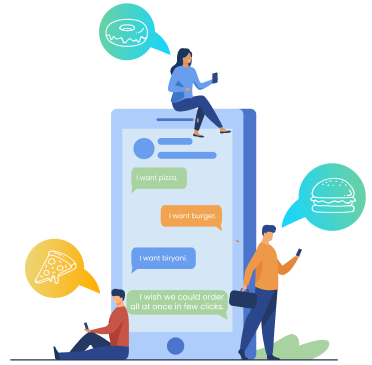 I want pizza.
I want burger.
I want biryani.
I wish we could order
all at once in few clicks.